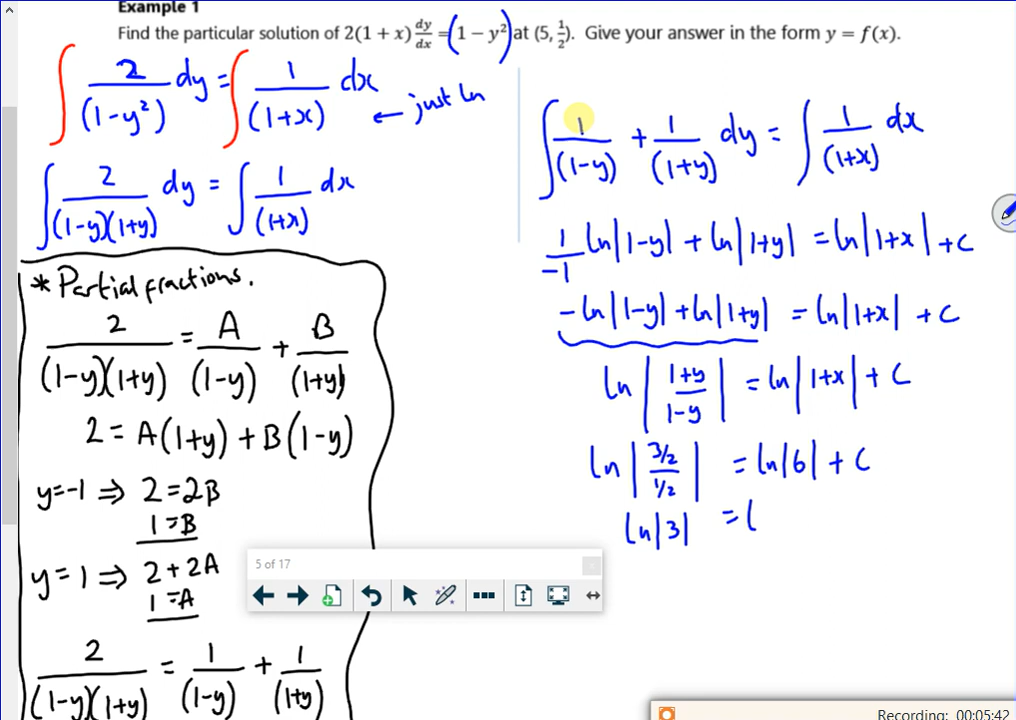 Example 1
Find the particular solution of 2(1 + x) dy/dx = (1 − y²) at (5, 1/2). Give your answer in the form y = f(x).
∫ 2/(1-y²) dy = ∫ 1/(1+x) dx
← just ln
∫ 2/((1-y)(1+y)) dy = ∫ 1/(1+x) dx
* Partial fractions.
2/((1-y)(1+y)) = A/(1-y) + B/(1+y)
2 = A(1+y) + B(1-y)
y=-1 ⇒ 2=2B
1=B
y=1 ⇒ 2+2A
1=A
2/((1-y)(1+y)) = 1/(1-y) + 1/(1+y)
∫ 1/(1-y) + 1/(1+y) dy = ∫ 1/(1+x) dx
1/-1 ln|1-y| + ln|1+y| = ln|1+x| + C
-ln|1-y| + ln|1+y| = ln|1+x| + C
ln|(1+y)/(1-y)| = ln|1+x| + C
ln|(3/2)/(1/2)| = ln|6| + C
ln|3| = (
5 of 17
Recording: 00:05:42